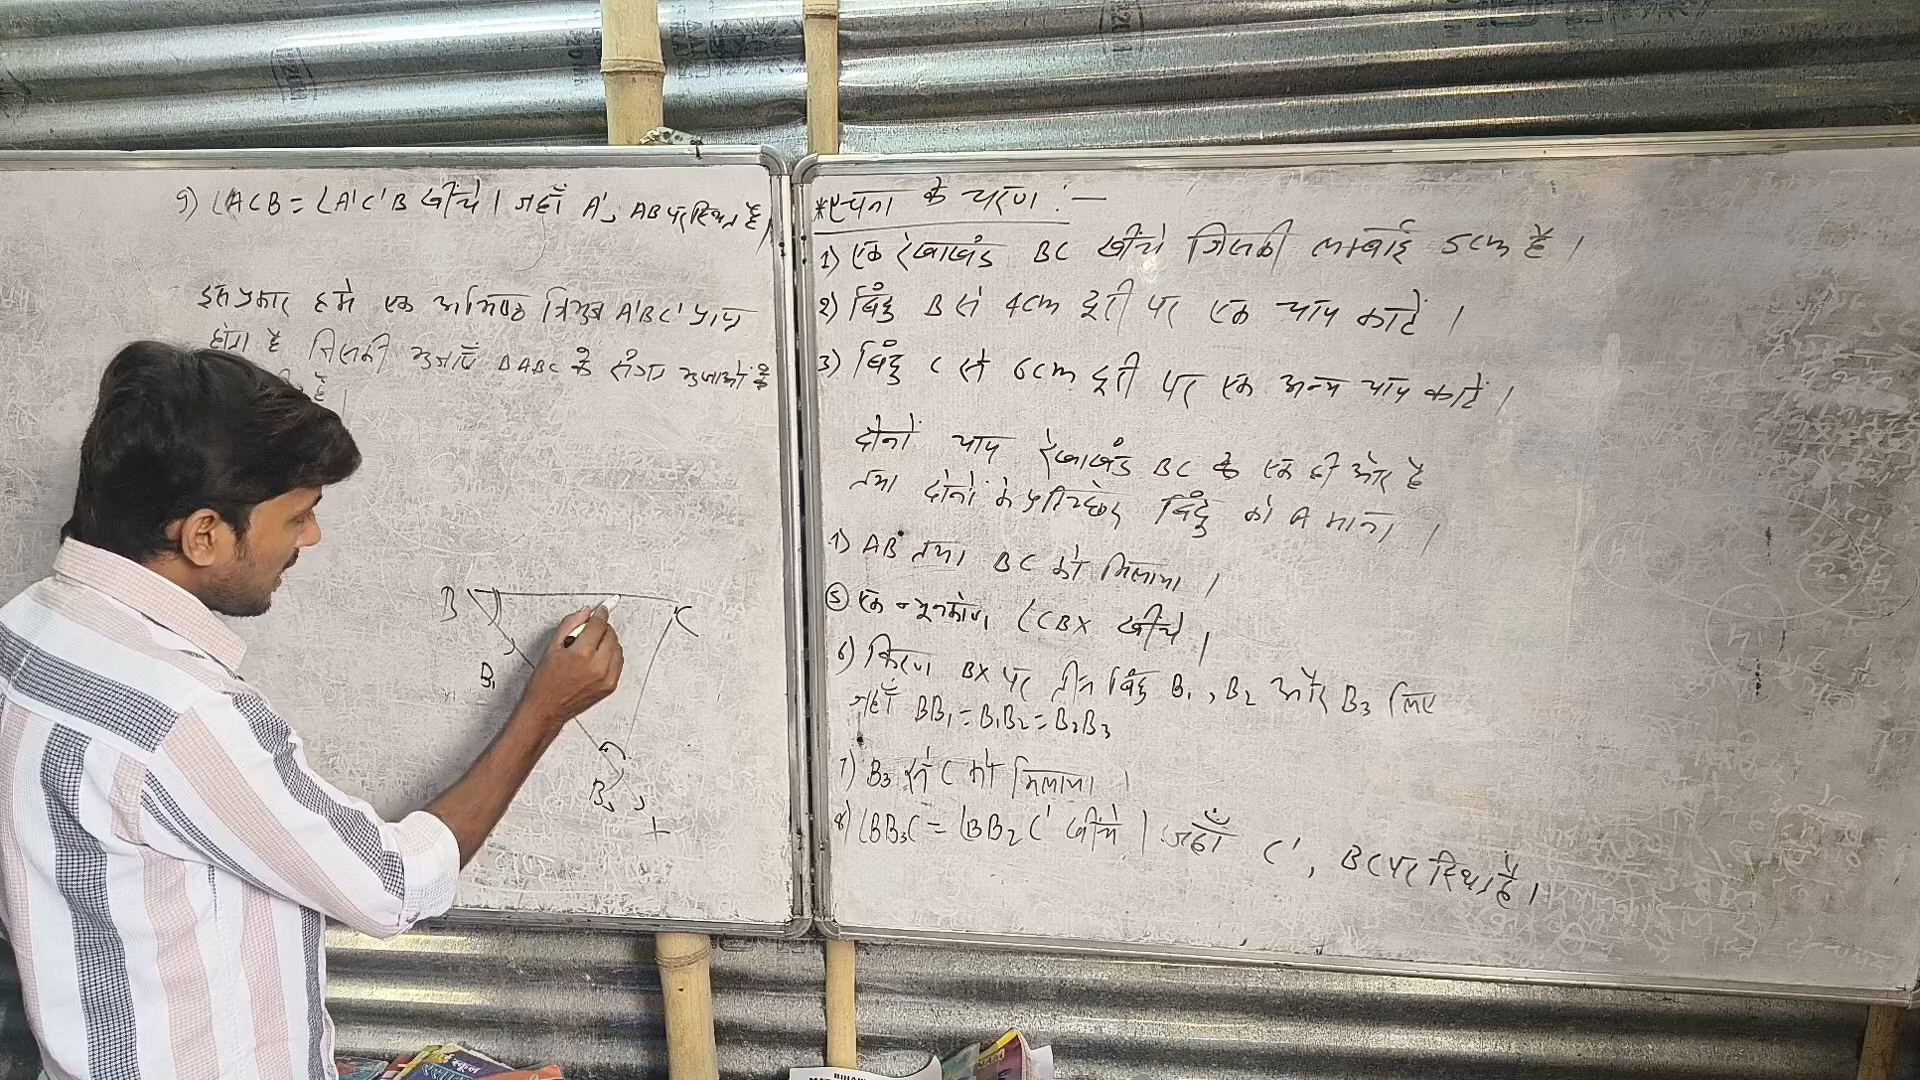 9) ∠ACB = ∠A'C'B खींचे। जहाँ A', AB पर स्थित है।
इस प्रकार हमें एक अभिष्ट त्रिभुज A'BC' प्राप्त
होता है जिसकी भुजाएँ ΔABC के संगत भुजाओं के
है।
B
C
B₁
B₃
*रचना के चरण :—
1) एक रेखाखंड BC खींचे जिसकी लम्बाई 5cm है।
2) बिंदु B से 4cm दूरी पर एक चाप काटें।
3) बिंदु C से 6cm दूरी पर एक अन्य चाप काटें।
दोनों चाप रेखाखंड BC के एक ही ओर है
तथा दोनों के प्रतिच्छेद बिंदु को A माना।
4) AB तथा BC को मिलाया।
⑤ एक न्यूनकोण ∠CBX खींचे।
6) किरण BX पर तीन बिंदु B₁, B₂ और B₃ लिए
जहाँ BB₁ = B₁B₂ = B₂B₃
7) B₃ से C को मिलाया।
8) ∠BB₃C = ∠BB₂C' खींचे। जहाँ C', BC पर स्थित है।